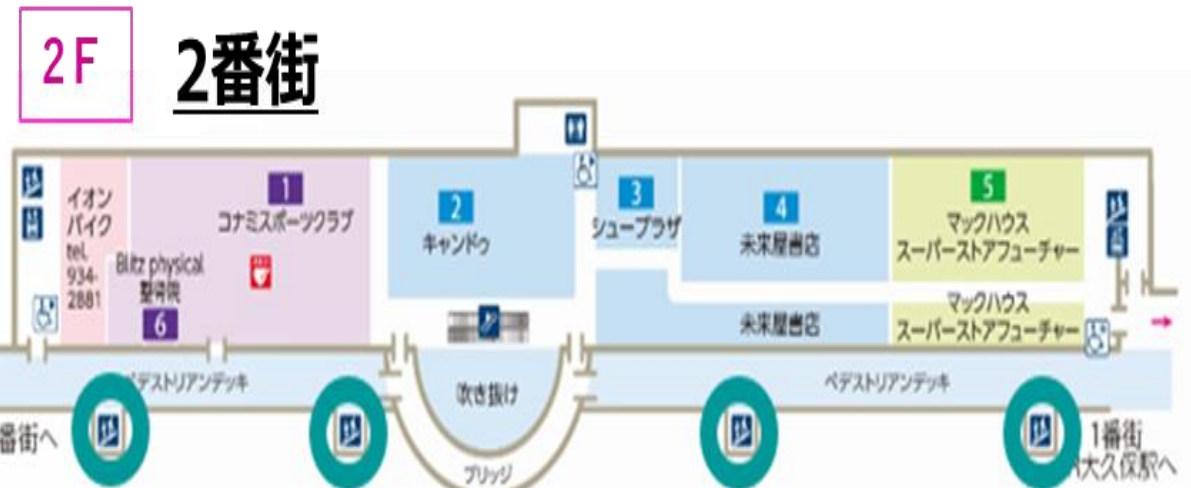 2F
2番街
イオン
バイク
tel.
934-
2881
1
コナミスポーツクラブ
Blitz physical
整骨院
6
2
キャンドゥ
3
シュープラザ
4
未来屋書店
5
マックハウス
スーパーストアフューチャー
未来屋書店
マックハウス
スーパーストアフューチャー
ペデストリアンデッキ
吹き抜け
ペデストリアンデッキ
番街へ
ブリッジ
1番街
大久保駅へ